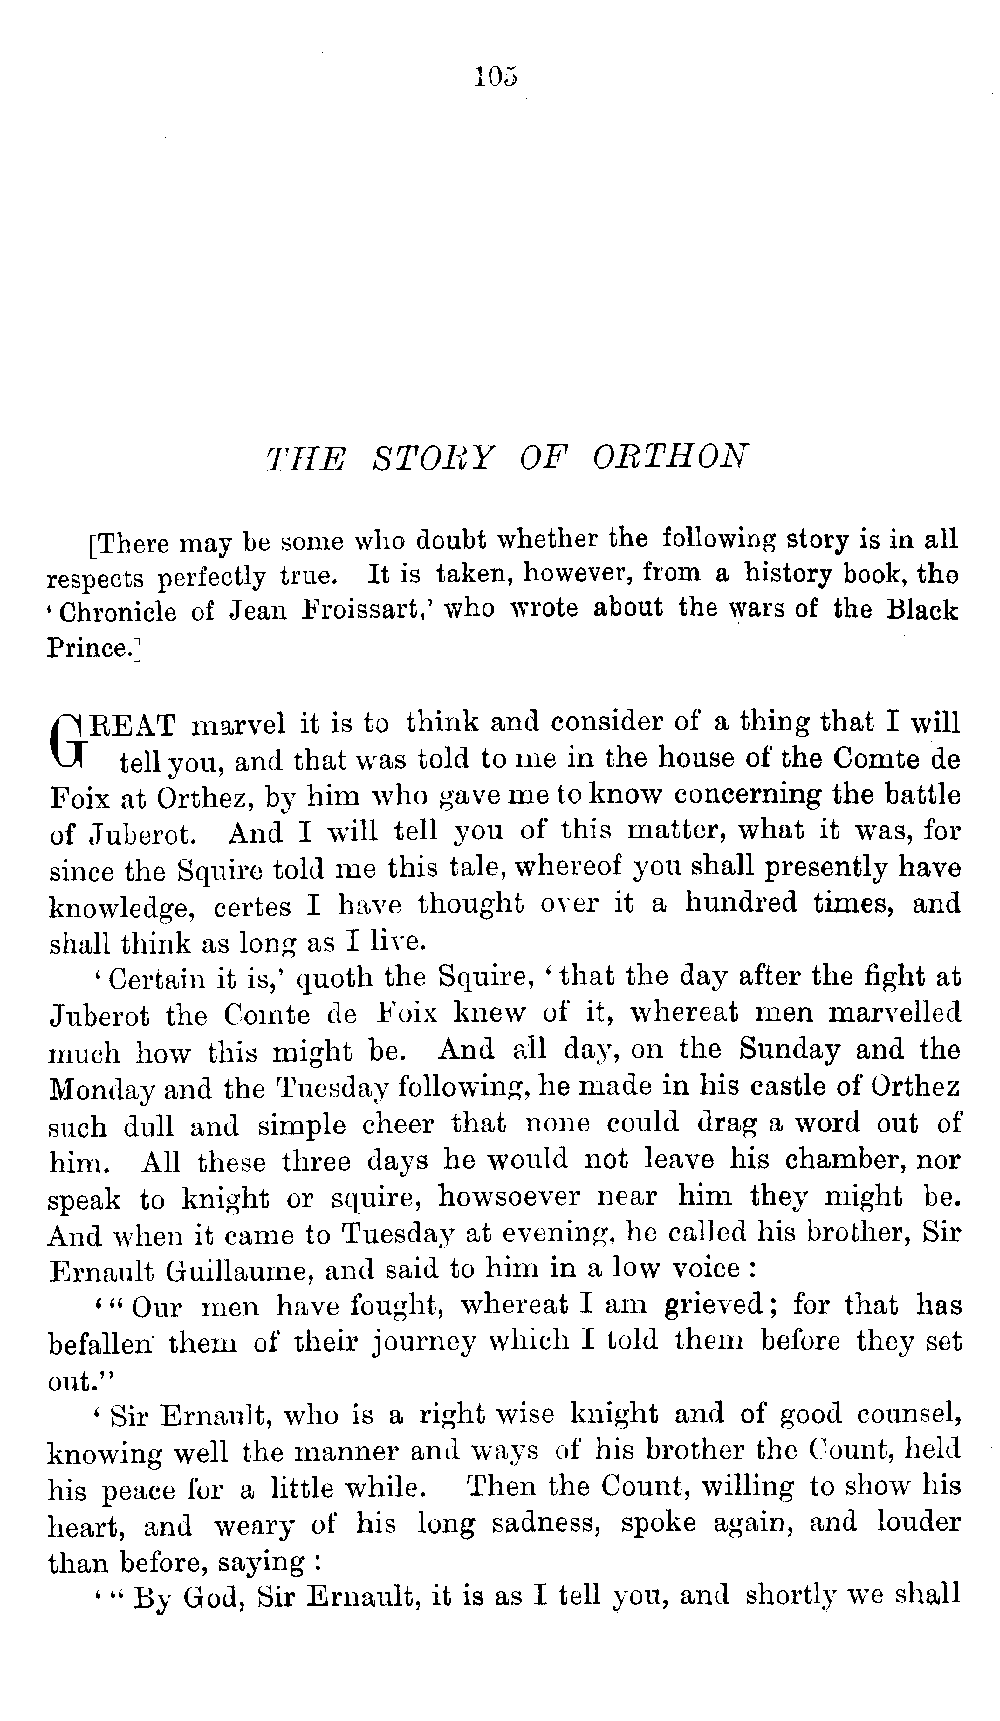 105
THE STORY OF ORTHON
[There may be some who doubt whether the following story is in all
respects perfectly true. It is taken, however, from a history book, the
‘Chronicle of Jean Froissart,’ who wrote about the wars of the Black
Prince.]
GREAT marvel it is to think and consider of a thing that I will
tell you, and that was told to me in the house of the Comte de
Foix at Orthez, by him who gave me to know concerning the battle
of Juberot. And I will tell you of this matter, what it was, for
since the Squire told me this tale, whereof you shall presently have
knowledge, certes I have thought over it a hundred times, and
shall think as long as I live.
‘Certain it is,’ quoth the Squire, ‘that the day after the fight at
Juberot the Comte de Foix knew of it, whereat men marvelled
much how this might be. And all day, on the Sunday and the
Monday and the Tuesday following, he made in his castle of Orthez
such dull and simple cheer that none could drag a word out of
him. All these three days he would not leave his chamber, nor
speak to knight or squire, howsoever near him they might be.
And when it came to Tuesday at evening, he called his brother, Sir
Ernault Guillaume, and said to him in a low voice :
‘“Our men have fought, whereat I am grieved; for that has
befallen them of their journey which I told them before they set
out.”
‘Sir Ernault, who is a right wise knight and of good counsel,
knowing well the manner and ways of his brother the Count, held
his peace for a little while. Then the Count, willing to show his
heart, and weary of his long sadness, spoke again, and louder
than before, saying :
‘“By God, Sir Ernault, it is as I tell you, and shortly we shall